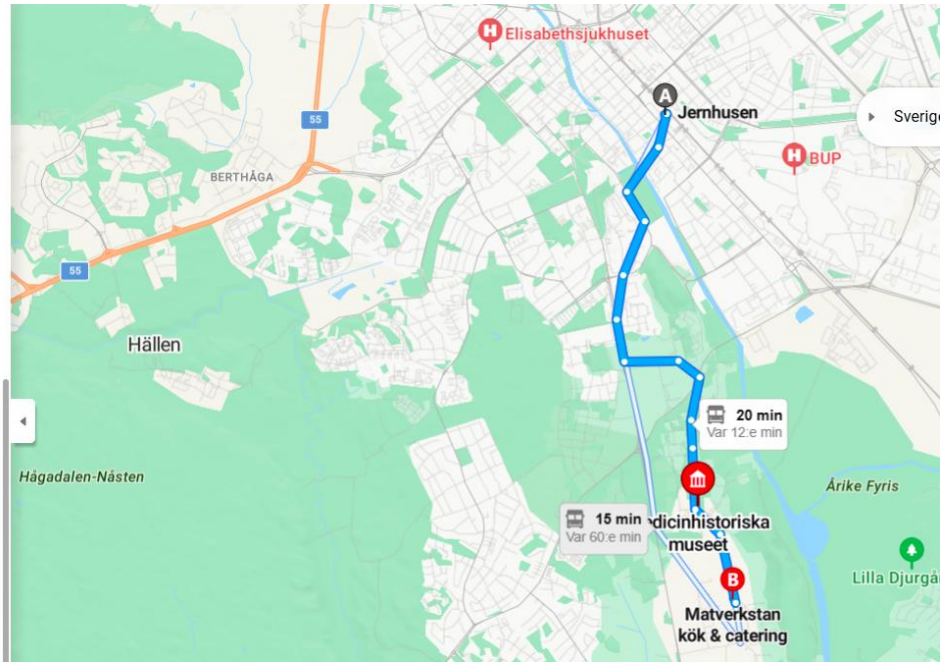 H Elisabethsjukhuset
A
Jernhusen
Sverige
55
H BUP
BERTHÅGA
55
Hällen
20 min
Var 12:e min
Hågadalen-Nåsten
Årike Fyris
15 min
Var 60:e min
dicinhistoriska
museet
B
Lilla Djurgå
Matverkstan
kök & catering